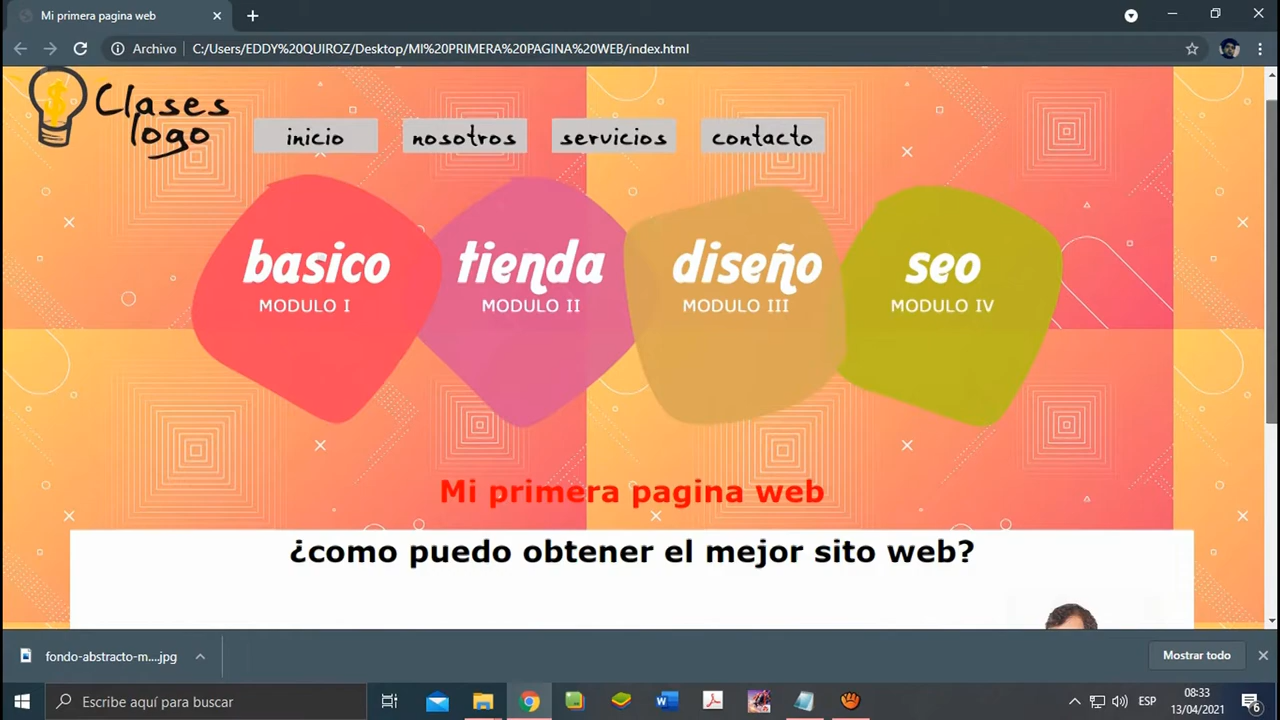 Mi primera pagina web
Archivo
C:/Users/EDDY%20QUIROZ/Desktop/MI%20PRIMERA%20PAGINA%20WEB/index.html
Clases
logo
inicio
nosotros
servicios
contacto
basico
MODULO I
tienda
MODULO II
diseño
MODULO III
seo
MODULO IV
Mi primera pagina web
¿como puedo obtener el mejor sito web?
fondo-abstracto-m....jpg
Mostrar todo
Escribe aquí para buscar
ESP
08:33
13/04/2021
6